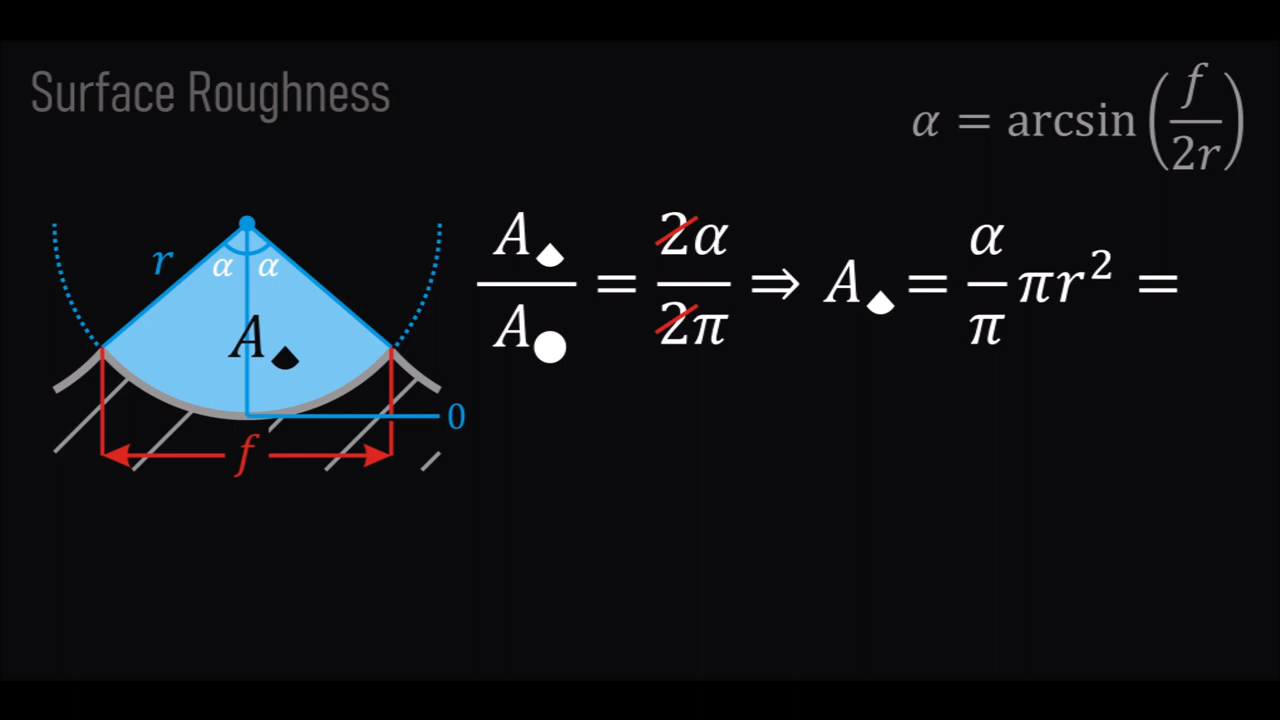 Surface Roughness
α = arcsin(f/2r)
A/A = 2α/2π ⇒ A = α/π πr² =
r
α α
A
0
f